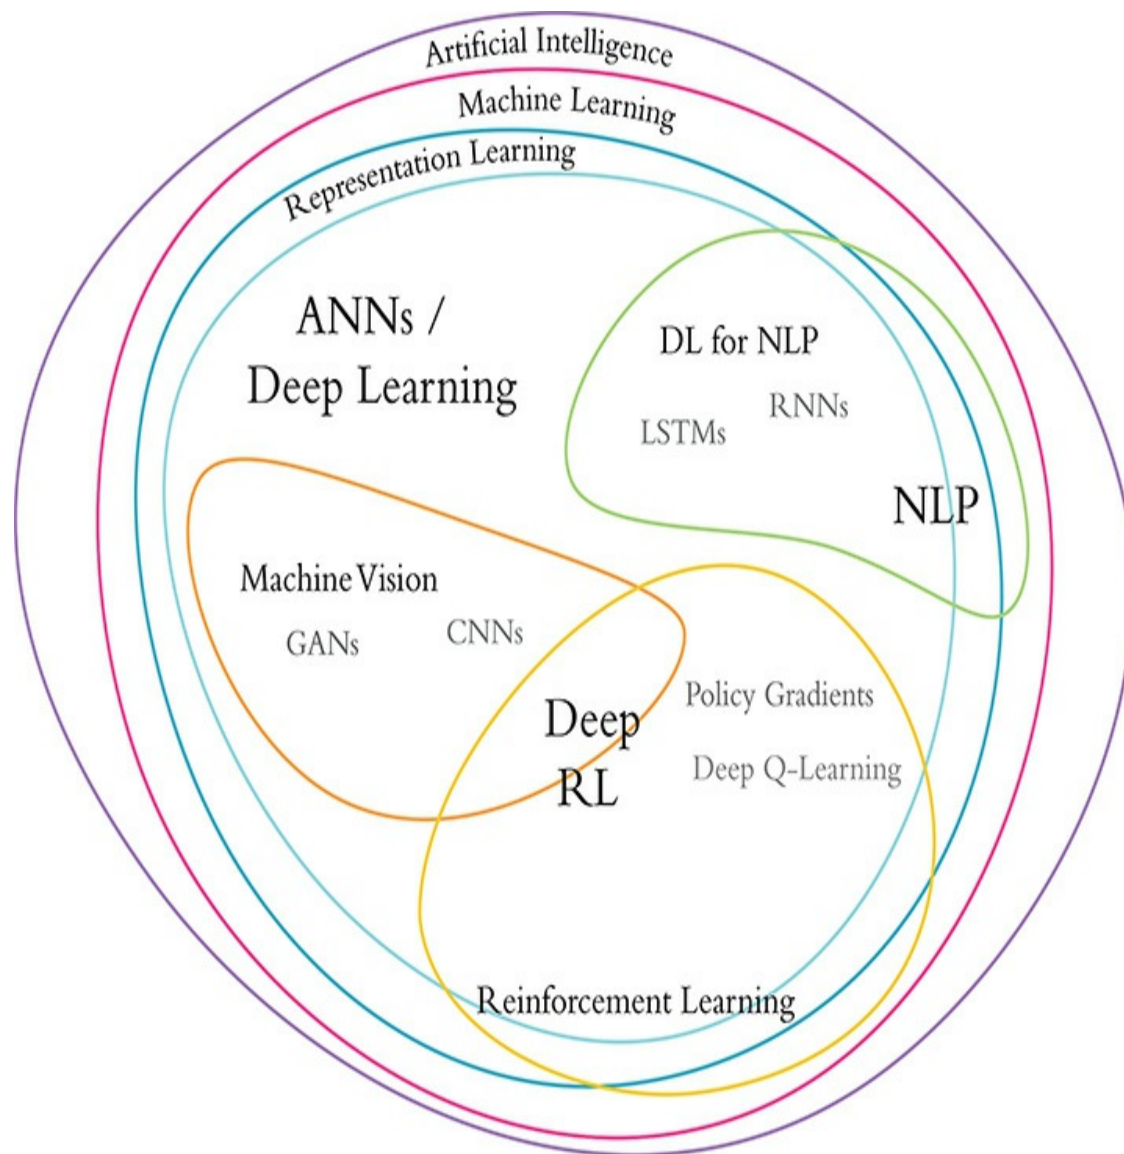 Artificial Intelligence
Machine Learning
Representation Learning
ANNs /
Deep Learning
DL for NLP
RNNs
LSTMs
NLP
Machine Vision
GANs
CNNs
Deep
RL
Policy Gradients
Deep Q-Learning
Reinforcement Learning